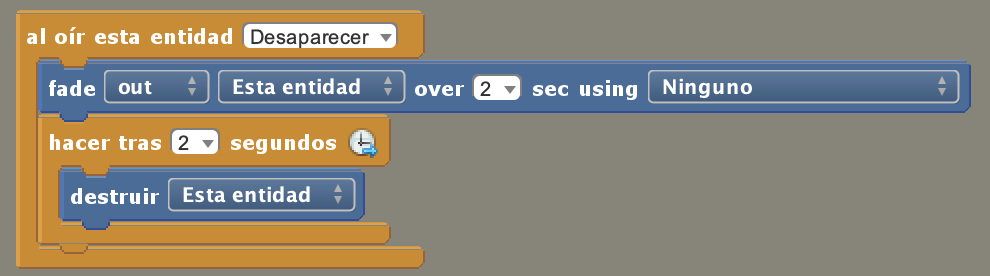 al oír esta entidad Desaparecer
fade out Esta entidad over 2 sec using Ninguno
hacer tras 2 segundos
destruir Esta entidad